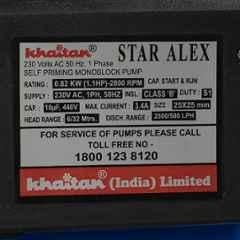 khaitan STAR ALEX
230 Volts AC 50 Hz, 1 Phase
SELF PRIMING MONOBLOCK PUMP
RATING : 0.82 KW (1.1HP)-2800 RPM CAP. START & RUN
SUPPLY : 230V AC, 1PH, 50HZ INSL. : CLASS 'B' DUTY : S1
CAP. : 10µF, 440V MAX. CURRENT : 3.4A SIZE : 25X25 mm
HEAD RANGE : 6/32 Mtrs. DISCH. RANGE : 2500/500 LPH
FOR SERVICE OF PUMPS PLEASE CALL
TOLL FREE NO.-
1800 123 8120
khaitan (India) Limited